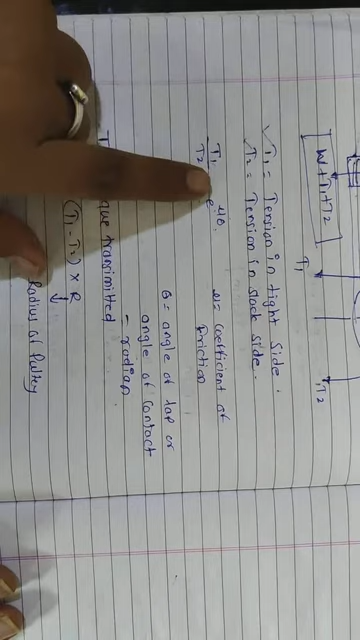 W+T1+T2
T1
T2
T1 = Tension in tight side.
T2 = Tension in slack side.
T1
T2
e^μθ.
μ = coefficient of
friction
θ = angle of lap or
angle of contact
= radian.
transmitted
(T1 - T2) × R
Radius of Pulley